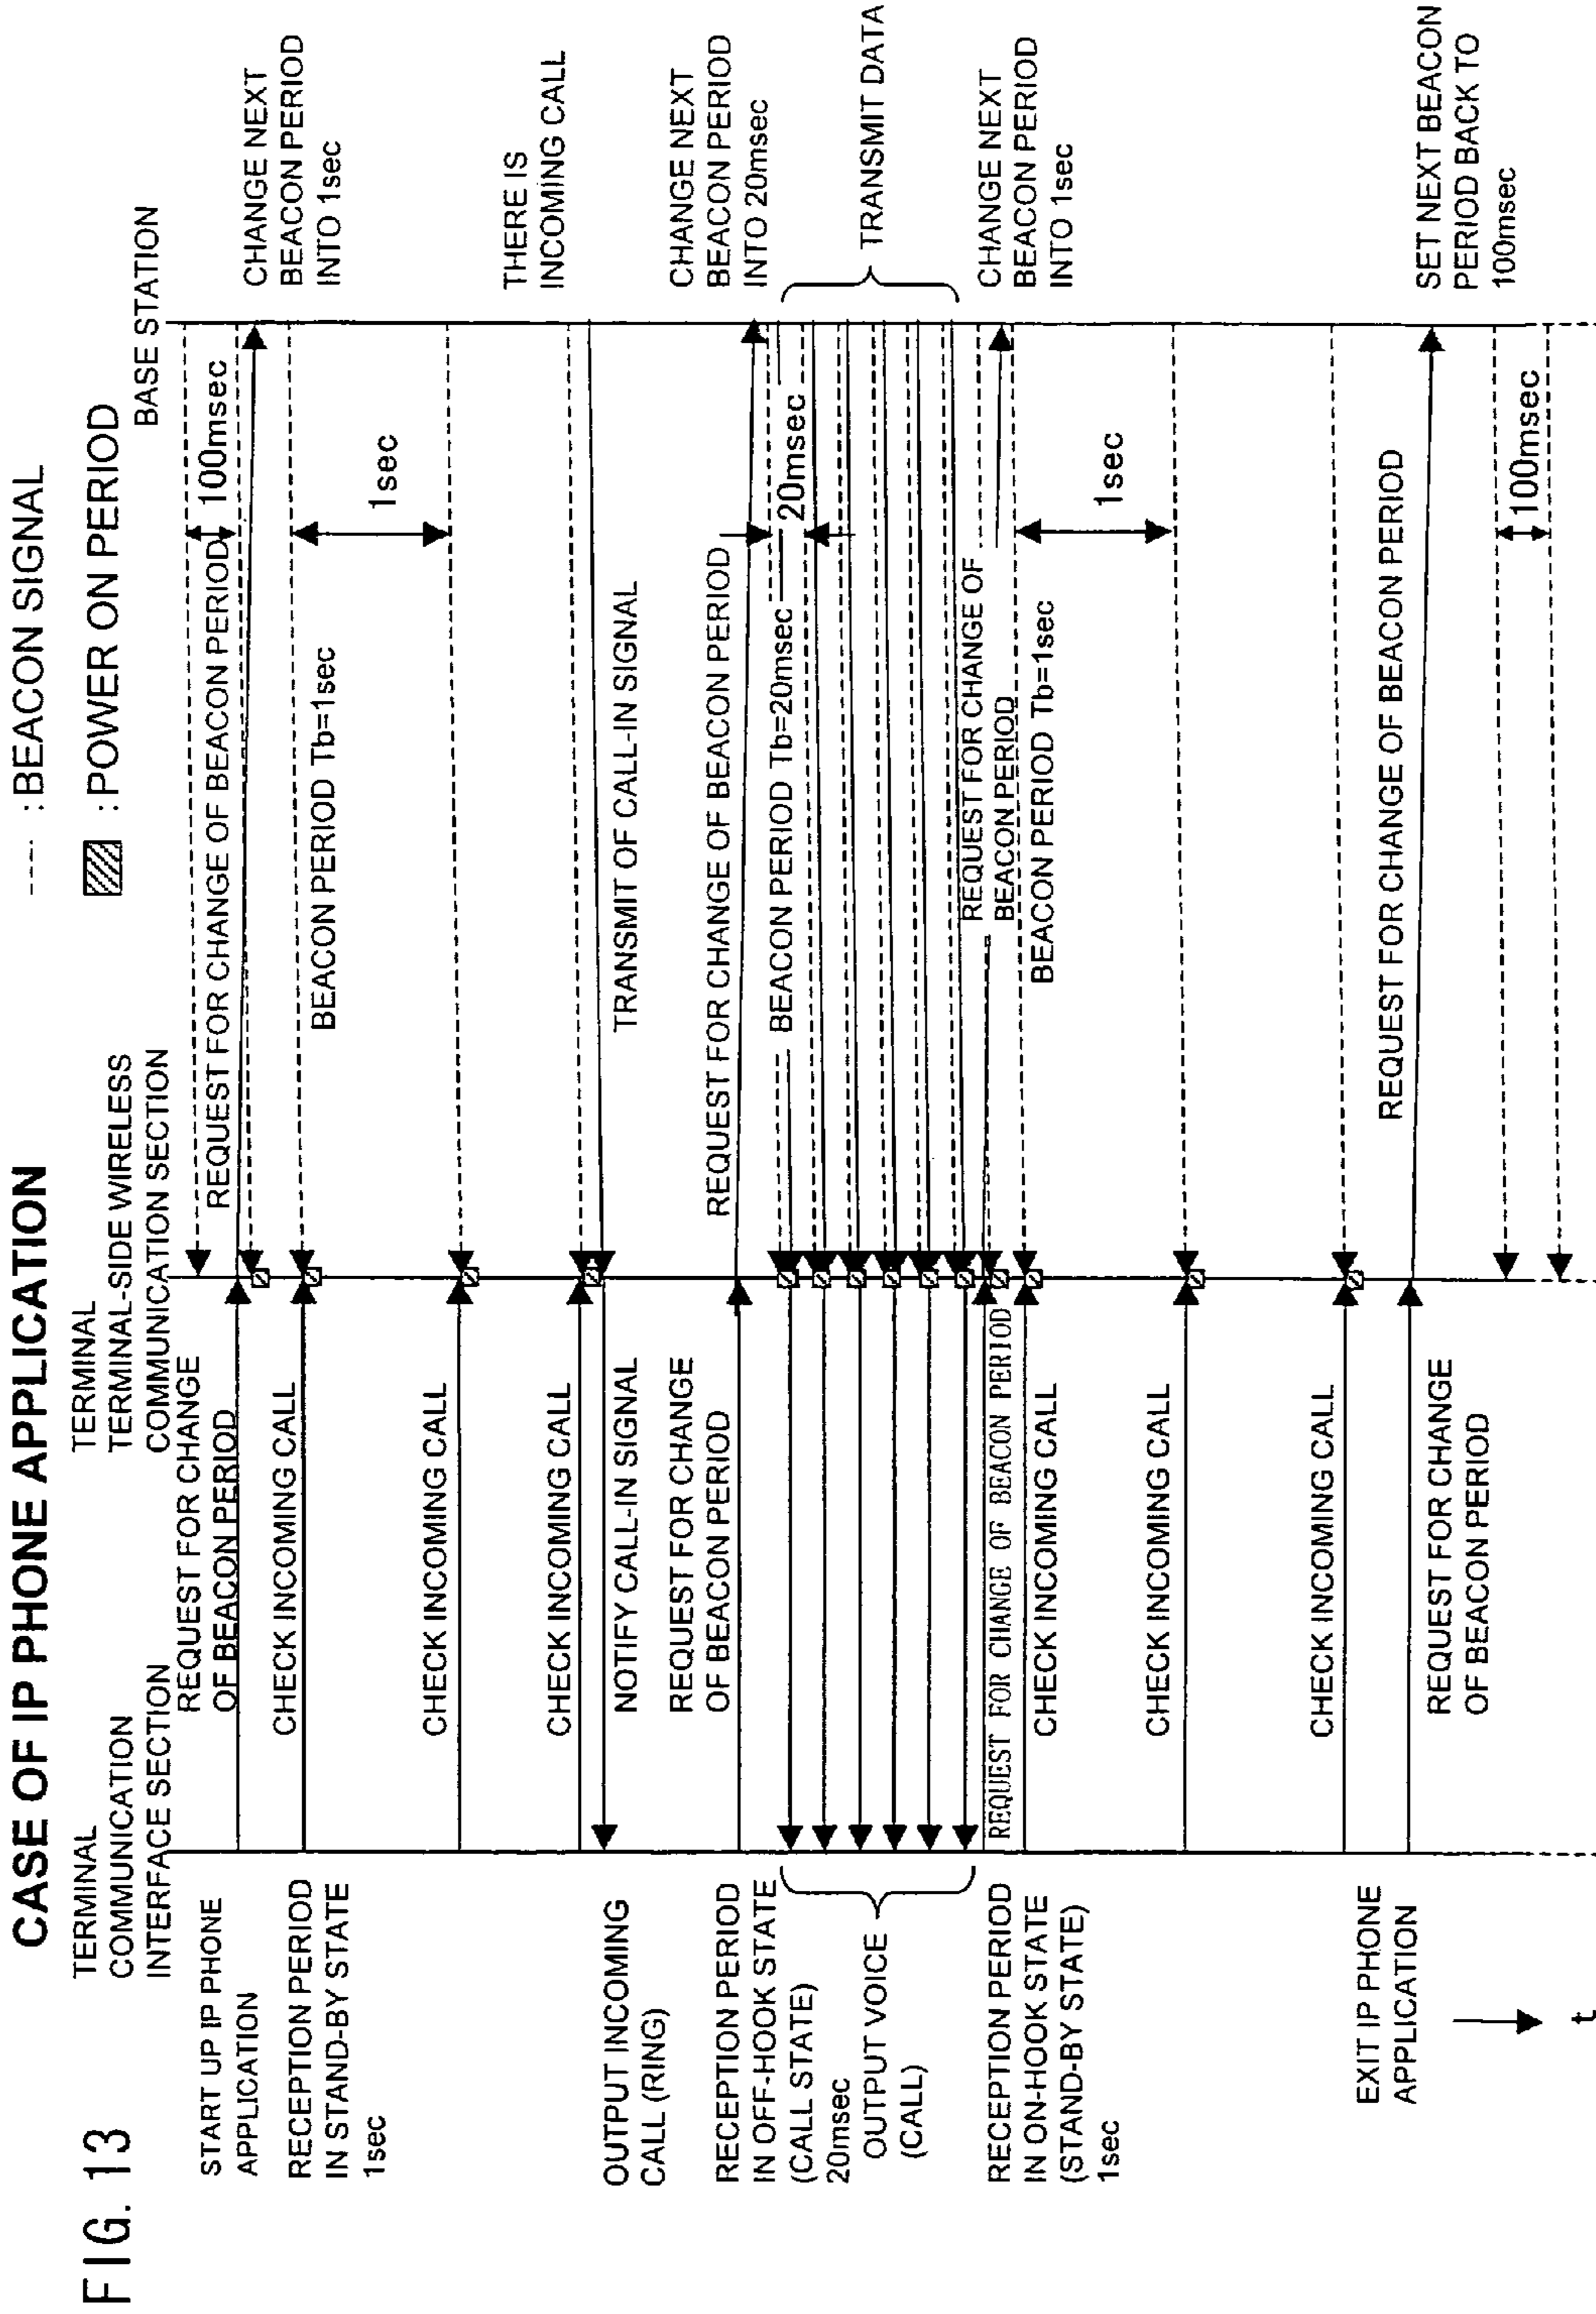 FIG. 13
CASE OF IP PHONE APPLICATION
---- : BEACON SIGNAL
: POWER ON PERIOD
TERMINAL
COMMUNICATION
INTERFACE SECTION
TERMINAL
TERMINAL-SIDE WIRELESS
COMMUNICATION SECTION
BASE STATION
START UP IP PHONE
APPLICATION
RECEPTION PERIOD
IN STAND-BY STATE
1sec
OUTPUT INCOMING
CALL (RING)
RECEPTION PERIOD
IN OFF-HOOK STATE
(CALL STATE)
20msec
OUTPUT VOICE
(CALL)
RECEPTION PERIOD
IN ON-HOOK STATE
(STAND-BY STATE)
1sec
EXIT IP PHONE
APPLICATION
t
REQUEST FOR CHANGE
OF BEACON PERIOD
CHECK INCOMING CALL
CHECK INCOMING CALL
CHECK INCOMING CALL
NOTIFY CALL-IN SIGNAL
REQUEST FOR CHANGE
OF BEACON PERIOD
REQUEST FOR CHANGE OF BEACON PERIOD
CHECK INCOMING CALL
CHECK INCOMING CALL
CHECK INCOMING CALL
REQUEST FOR CHANGE
OF BEACON PERIOD
100msec
REQUEST FOR CHANGE OF BEACON PERIOD
BEACON PERIOD Tb=1sec
1sec
TRANSMIT OF CALL-IN SIGNAL
REQUEST FOR CHANGE OF BEACON PERIOD
BEACON PERIOD Tb=20msec
20msec
REQUEST FOR CHANGE OF
BEACON PERIOD
BEACON PERIOD Tb=1sec
1sec
REQUEST FOR CHANGE OF BEACON PERIOD
100msec
CHANGE NEXT
BEACON PERIOD
INTO 1sec
THERE IS
INCOMING CALL
CHANGE NEXT
BEACON PERIOD
INTO 20msec
TRANSMIT DATA
CHANGE NEXT
BEACON PERIOD
INTO 1sec
SET NEXT BEACON
PERIOD BACK TO
100msec